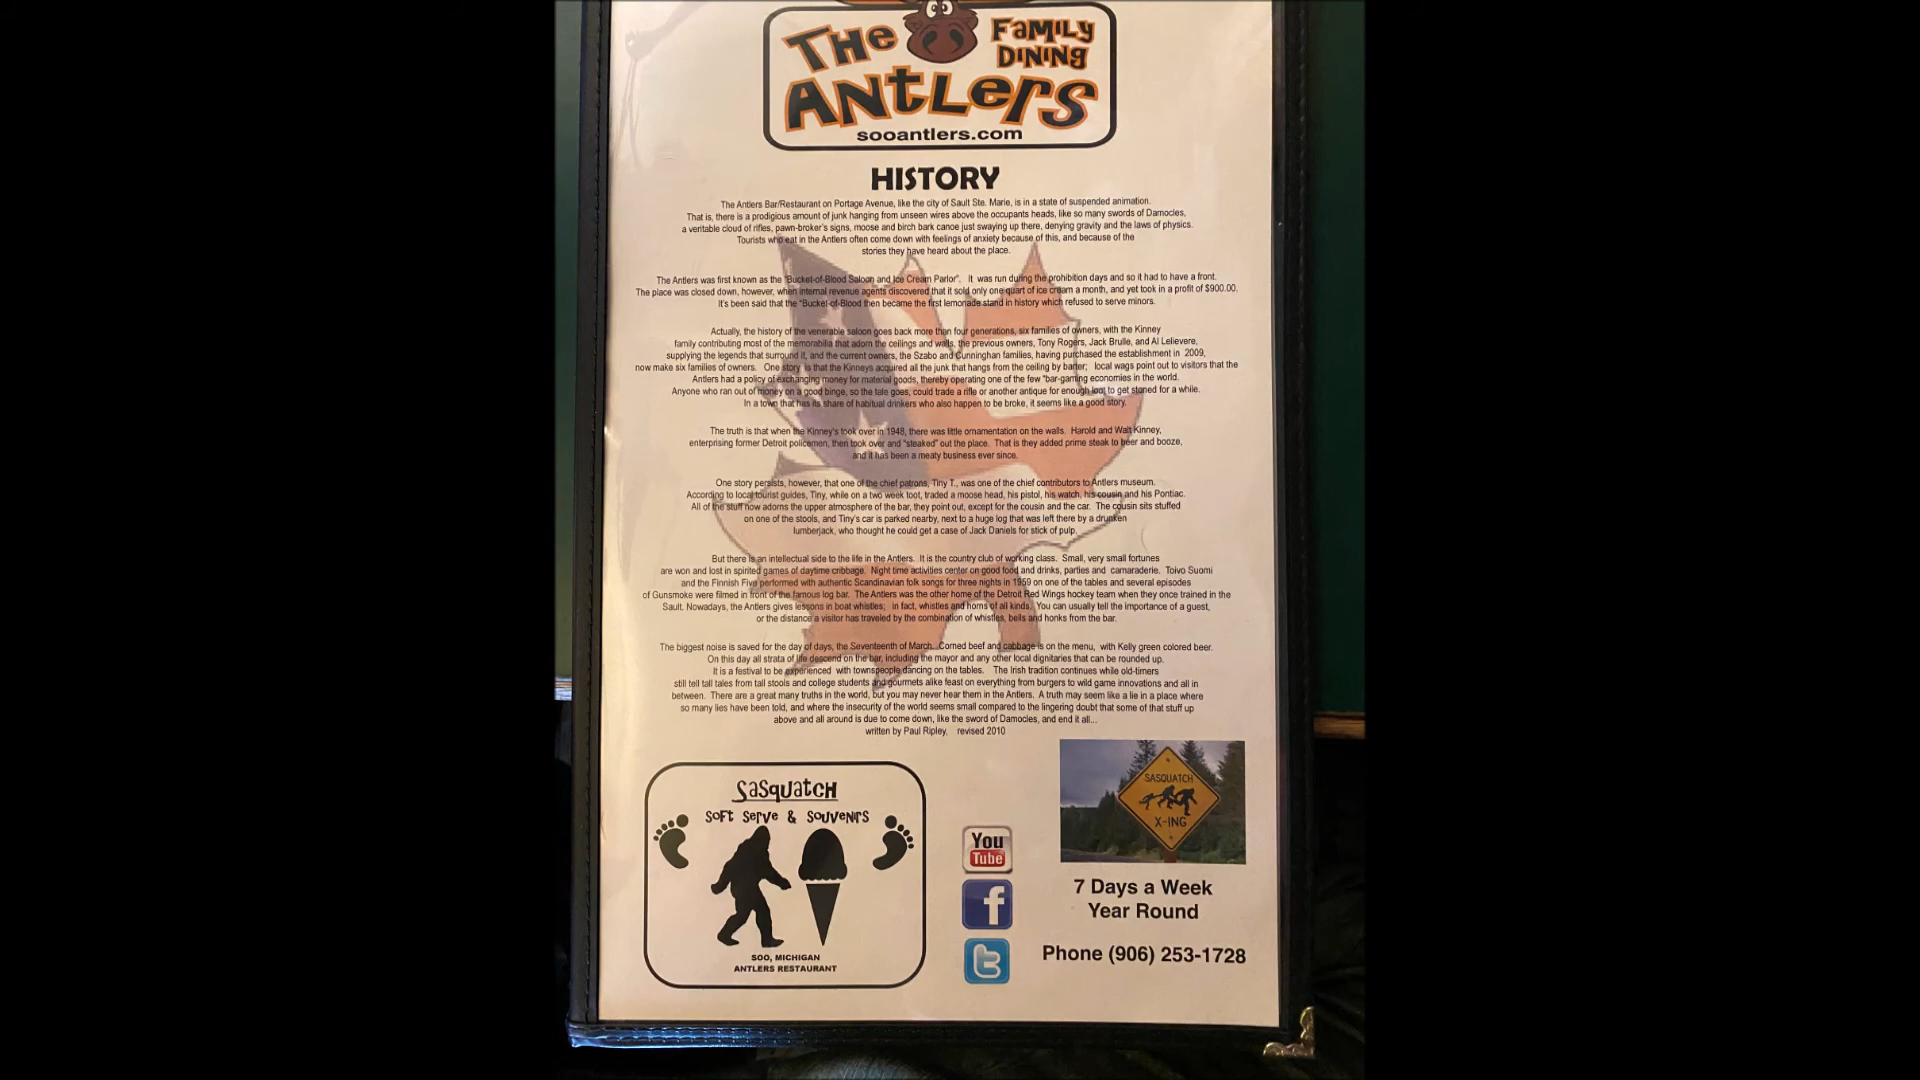 THE FAMILY
DINING
ANTLERS
sooantlers.com
HISTORY
The Antlers Bar/Restaurant on Portage Avenue, like the city of Sault Ste. Marie, is in a state of suspended animation.
That is, there is a prodigious amount of junk hanging from unseen wires above the occupants heads, like so many swords of Damocles,
a veritable cloud of rifles, pawn-broker's signs, moose and birch bark canoe just swaying up there, denying gravity and the laws of physics.
Tourists who eat in the Antlers often come down with feelings of anxiety because of this, and because of the
stories they have heard about the place.
The Antlers was first known as the "Bucket-of-Blood Saloon and Ice Cream Parlor". It was run during the prohibition days and so it had to have a front.
The place was closed down, however, when internal revenue agents discovered that it sold only one quart of ice cream a month, and yet took in a profit of $900.00.
It's been said that the "Bucket-of-Blood then became the first lemonade stand in history which refused to serve minors.
Actually, the history of the venerable saloon goes back more than four generations, six families of owners, with the Kinney
family contributing most of the memorabilia that adorn the ceilings and walls, the previous owners, Tony Rogers, Jack Brulle, and Al Lelievere,
supplying the legends that surround it, and the current owners, the Szabo and Cunninghan families, having purchased the establishment in 2009,
now make six families of owners. One story is that the Kinneys acquired all the junk that hangs from the ceiling by barter; local wags point out to visitors that the
Antlers had a policy of exchanging money for material goods, thereby operating one of the few "bar-gaming economies in the world.
Anyone who ran out of money on a good binge, so the tale goes, could trade a rifle or another antique for enough loot to get stoned for a while.
In a town that has its share of habitual drinkers who also happen to be broke, it seems like a good story.
The truth is that when the Kinney's took over in 1948, there was little ornamentation on the walls. Harold and Walt Kinney,
enterprising former Detroit policemen, then took over and "steaked" out the place. That is they added prime steak to beer and booze,
and it has been a meaty business ever since.
One story persists, however, that one of the chief patrons, Tiny T., was one of the chief contributors to Antlers museum.
According to local tourist guides, Tiny, while on a two week toot, traded a moose head, his pistol, his watch, his cousin and his Pontiac.
All of the stuff now adorns the upper atmosphere of the bar, they point out, except for the cousin and the car. The cousin sits stuffed
on one of the stools, and Tiny's car is parked nearby, next to a huge log that was left there by a drunken
lumberjack, who thought he could get a case of Jack Daniels for stick of pulp.
But there is an intellectual side to the life in the Antlers. It is the country club of working class. Small, very small fortunes
are won and lost in spirited games of daytime cribbage. Night time activities center on good food and drinks, parties and camaraderie. Toivo Suomi
and the Finnish Five performed with authentic Scandinavian folk songs for three nights in 1959 on one of the tables and several episodes
of Gunsmoke were filmed in front of the famous log bar. The Antlers was the other home of the Detroit Red Wings hockey team when they once trained in the
Sault. Nowadays, the Antlers gives lessons in boat whistles; in fact, whistles and horns of all kinds. You can usually tell the importance of a guest,
or the distance a visitor has traveled by the combination of whistles, bells and honks from the bar.
The biggest noise is saved for the day of days, the Seventeenth of March. Corned beef and cabbage is on the menu, with Kelly green colored beer.
On this day all strata of life descend on the bar, including the mayor and any other local dignitaries that can be rounded up.
It is a festival to be experienced with townspeople dancing on the tables. The Irish tradition continues while old-timers
still tell tall tales from tall stools and college students and gourmets alike feast on everything from burgers to wild game innovations and all in
between. There are a great many truths in the world, but you may never hear them in the Antlers. A truth may seem like a lie in a place where
so many lies have been told, and where the insecurity of the world seems small compared to the lingering doubt that some of that stuff up
above and all around is due to come down, like the sword of Damocles, and end it all...
written by Paul Ripley, revised 2010
Sasquatch
Soft Serve & Souvenirs
SOO, MICHIGAN
ANTLERS RESTAURANT
You
Tube
f
t
SASQUATCH
X-ING
7 Days a Week
Year Round
Phone (906) 253-1728